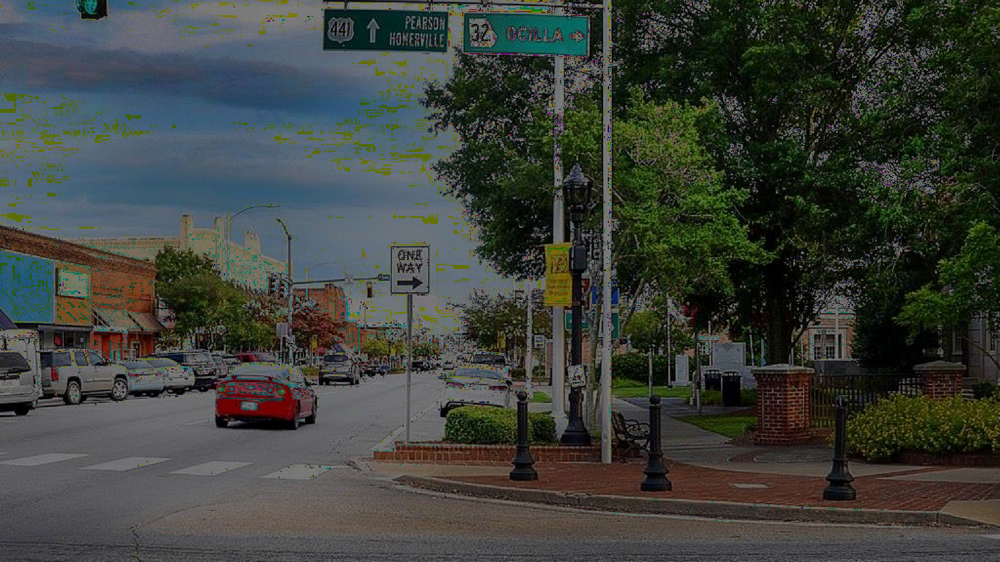 441
PEARSON
HOMERVILLE
32 OCILLA
ONE
WAY